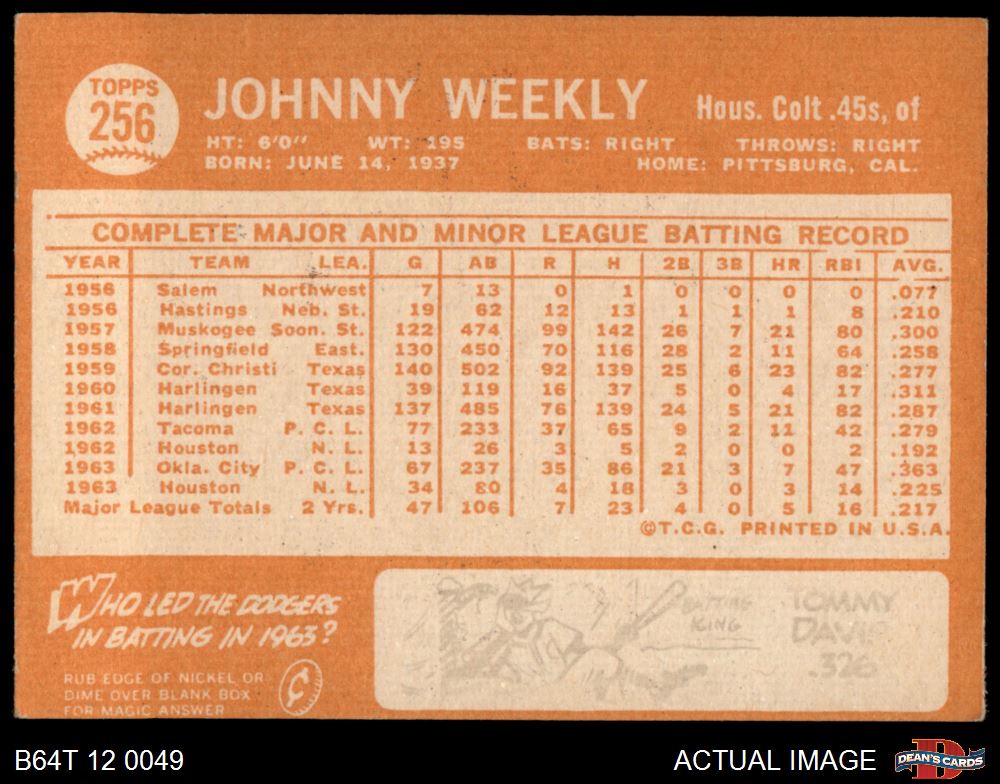 TOPPS
256
JOHNNY WEEKLY Hous. Colt .45s, of
HT: 6'0'' WT: 195 BATS: RIGHT THROWS: RIGHT
BORN: JUNE 14, 1937 HOME: PITTSBURG, CAL.
COMPLETE MAJOR AND MINOR LEAGUE BATTING RECORD
YEAR TEAM LEA. G AB R H 2B 3B HR RBI AVG.
1956 Salem Northwest 7 13 0 1 0 0 0 0 .077
1956 Hastings Neb. St. 19 62 12 13 1 1 1 8 .210
1957 Muskogee Soon. St. 122 474 99 142 26 7 21 80 .300
1958 Springfield East. 130 450 70 116 28 2 11 64 .258
1959 Cor. Christi Texas 140 502 92 139 25 6 23 82 .277
1960 Harlingen Texas 39 119 16 37 5 0 4 17 .311
1961 Harlingen Texas 137 485 76 139 24 5 21 82 .287
1962 Tacoma P. C. L. 77 233 37 65 9 2 11 42 .279
1962 Houston N. L. 13 26 3 5 2 0 0 2 .192
1963 Okla. City P. C. L. 67 237 35 86 21 3 7 47 .363
1963 Houston N. L. 34 80 4 18 3 0 3 14 .225
Major League Totals 2 Yrs. 47 106 7 23 4 0 5 16 .217
©T.C.G. PRINTED IN U.S.A.
WHO LED THE DODGERS
IN BATTING IN 1963?
RUB EDGE OF NICKEL OR
DIME OVER BLANK BOX
FOR MAGIC ANSWER
¢
BATTING
KING
TOMMY
DAVIS
.326
B64T 12 0049
ACTUAL IMAGE
DEAN'S CARDS